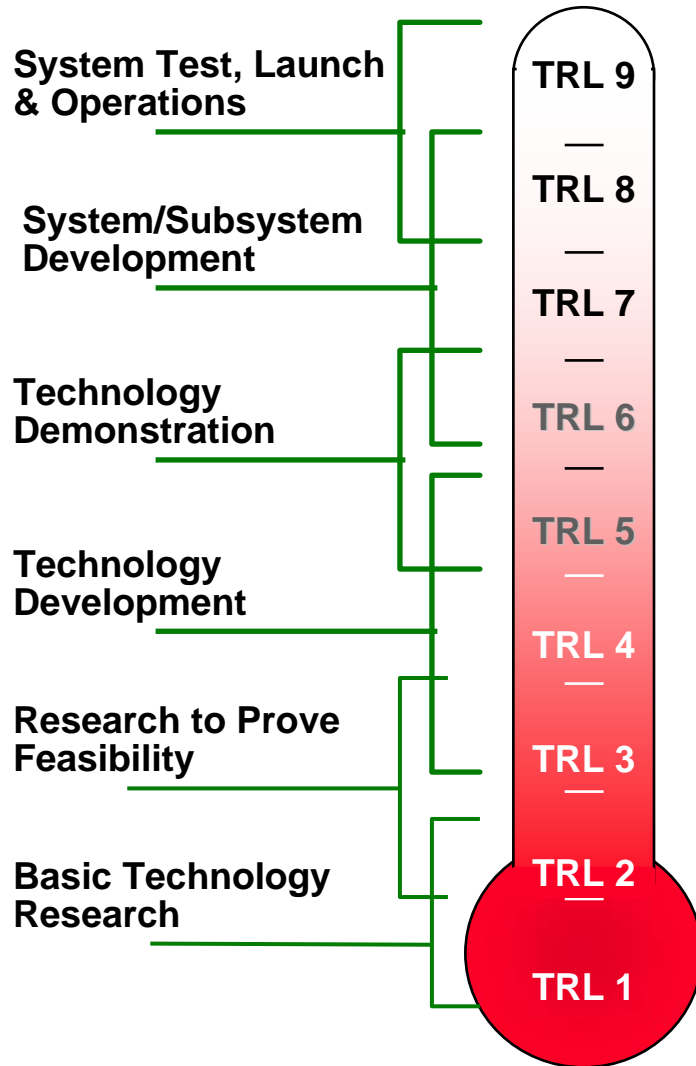 System Test, Launch
& Operations
System/Subsystem
Development
Technology
Demonstration
Technology
Development
Research to Prove
Feasibility
Basic Technology
Research
TRL 9
TRL 8
TRL 7
TRL 6
TRL 5
TRL 4
TRL 3
TRL 2
TRL 1